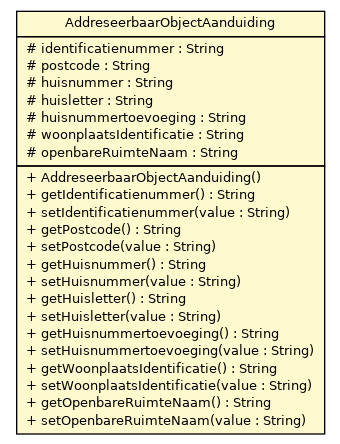 AddreseerbaarObjectAanduiding
# identificatienummer : String
# postcode : String
# huisnummer : String
# huisletter : String
# huisnummertoevoeging : String
# woonplaatsIdentificatie : String
# openbareRuimteNaam : String
+ AddreseerbaarObjectAanduiding()
+ getIdentificatienummer() : String
+ setIdentificatienummer(value : String)
+ getPostcode() : String
+ setPostcode(value : String)
+ getHuisnummer() : String
+ setHuisnummer(value : String)
+ getHuisletter() : String
+ setHuisletter(value : String)
+ getHuisnummertoevoeging() : String
+ setHuisnummertoevoeging(value : String)
+ getWoonplaatsIdentificatie() : String
+ setWoonplaatsIdentificatie(value : String)
+ getOpenbareRuimteNaam() : String
+ setOpenbareRuimteNaam(value : String)